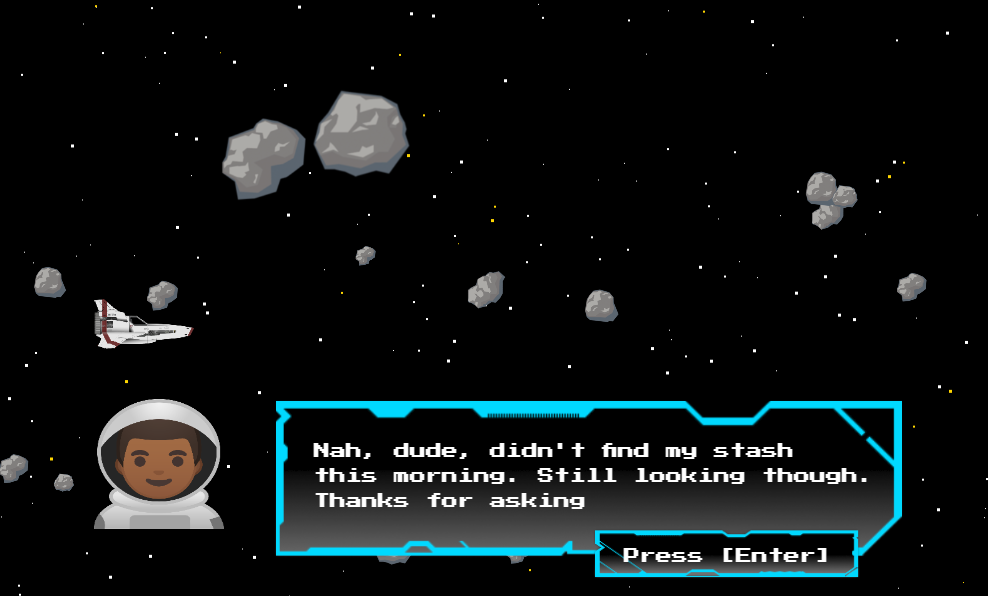 Nah, dude, didn't find my stash
this morning. Still looking though.
Thanks for asking
Press [Enter]